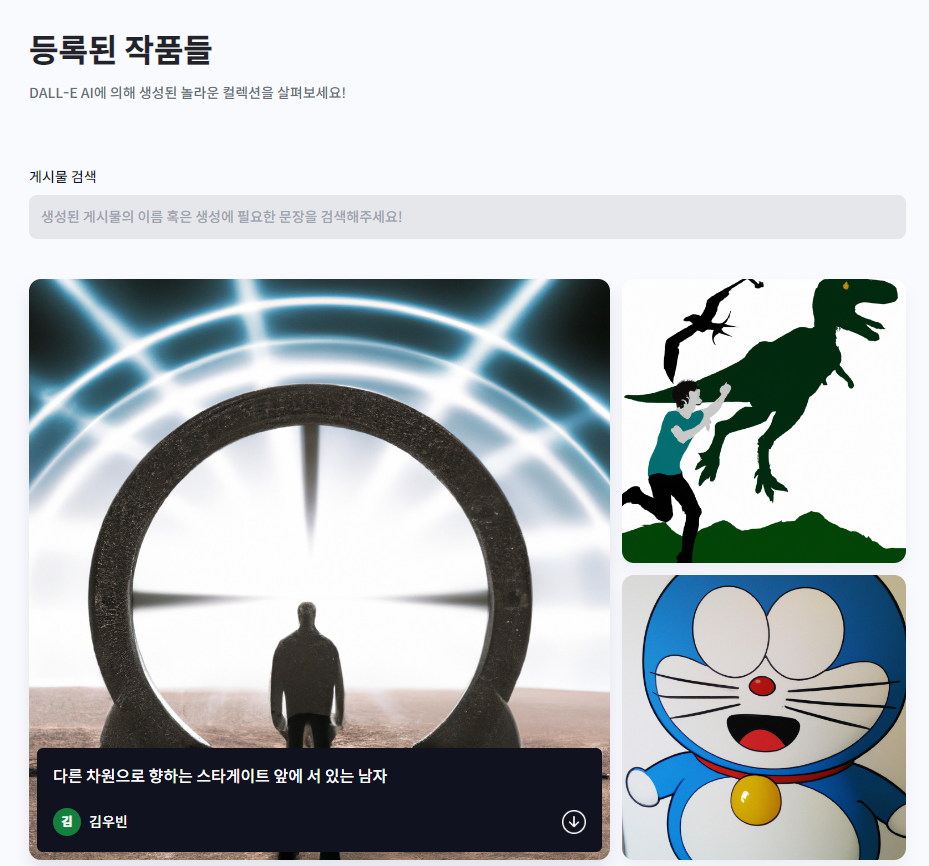 등록된 작품들
DALL-E AI에 의해 생성된 놀라운 컬렉션을 살펴보세요!
게시물 검색
생성된 게시물의 이름 혹은 생성에 필요한 문장을 검색해주세요!
다른 차원으로 향하는 스타게이트 앞에 서 있는 남자
김 김우빈